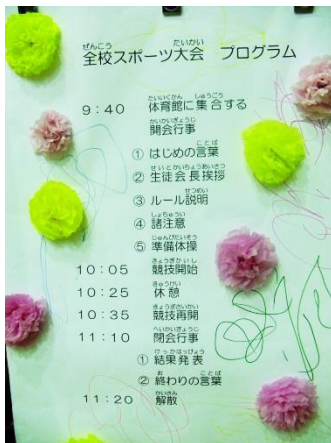 全校スポーツ大会 プログラム
9:40 体育館に集合する
開会行事
① はじめの言葉
② 生徒会長挨拶
③ ルール説明
④ 諸注意
⑤ 準備体操
10:05 競技開始
10:25 休憩
10:35 競技再開
11:10 閉会行事
① 結果発表
② 終わりの言葉
11:20 解散